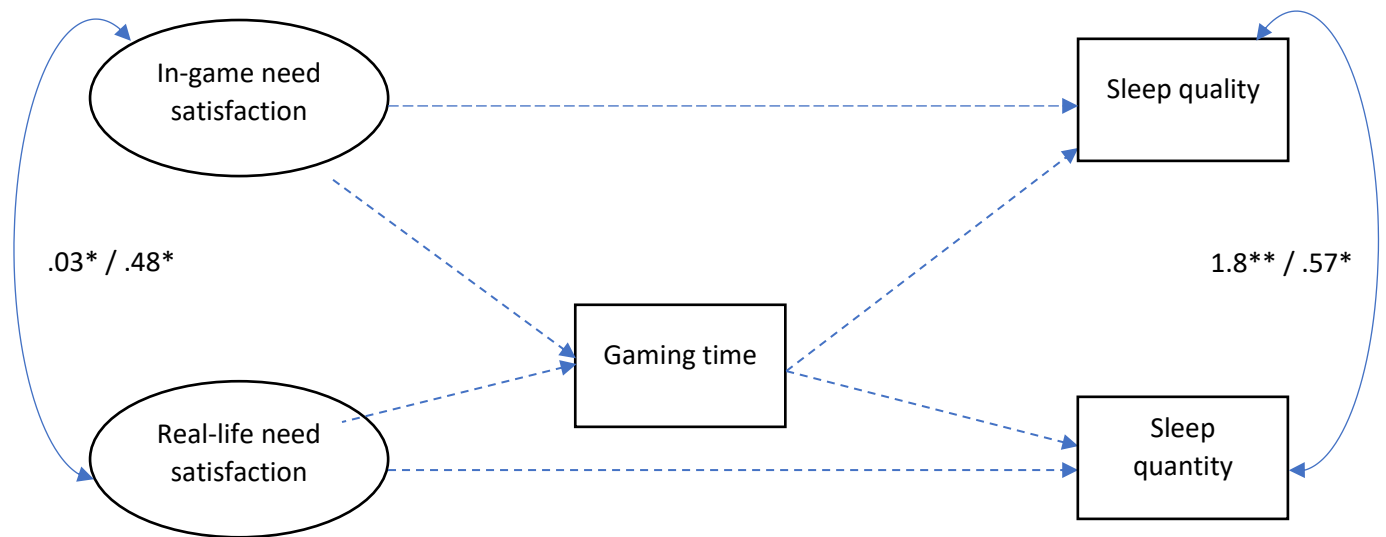 In-game need
satisfaction
Sleep quality
.03* / .48*
1.8** / .57*
Gaming time
Real-life need
satisfaction
Sleep
quantity